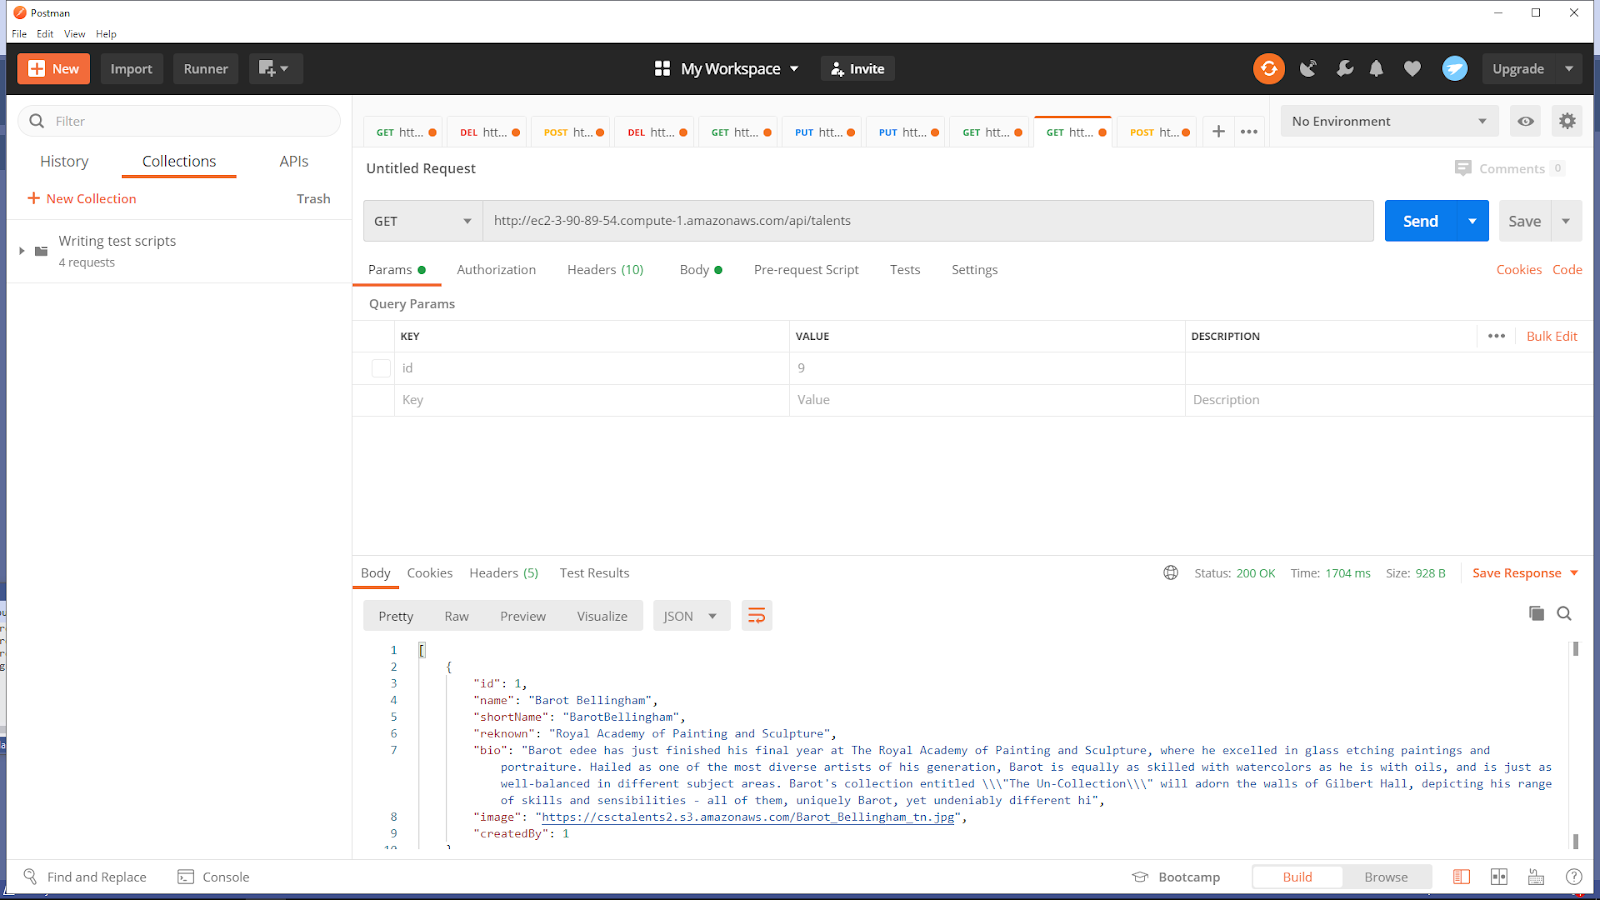 Postman
File Edit View Help
New Import Runner My Workspace Invite Upgrade
Filter
GET htt... DEL htt... POST ht... DEL htt... GET htt... PUT htt... PUT htt... GET htt... GET htt... POST ht... No Environment
History Collections APIs
New Collection Trash
Writing test scripts
4 requests
Untitled Request Comments 0
GET http://ec2-3-90-89-54.compute-1.amazonaws.com/api/talents Send Save
Params Authorization Headers (10) Body Pre-request Script Tests Settings Cookies Code
Query Params
KEY VALUE DESCRIPTION Bulk Edit
id 9
Key Value Description
Body Cookies Headers (5) Test Results Status: 200 OK Time: 1704 ms Size: 928 B Save Response
Pretty Raw Preview Visualize JSON
1 [
2 {
3 "id": 1,
4 "name": "Barot Bellingham",
5 "shortName": "BarotBellingham",
6 "reknown": "Royal Academy of Painting and Sculpture",
7 "bio": "Barot edee has just finished his final year at The Royal Academy of Painting and Sculpture, where he excelled in glass etching paintings and
portraiture. Hailed as one of the most diverse artists of his generation, Barot is equally as skilled with watercolors as he is with oils, and is just as
well-balanced in different subject areas. Barot's collection entitled \\\"The Un-Collection\\\" will adorn the walls of Gilbert Hall, depicting his range
of skills and sensibilities - all of them, uniquely Barot, yet undeniably different hi",
8 "image": "https://csctalents2.s3.amazonaws.com/Barot_Bellingham_tn.jpg",
9 "createdBy": 1
Find and Replace Console Bootcamp Build Browse